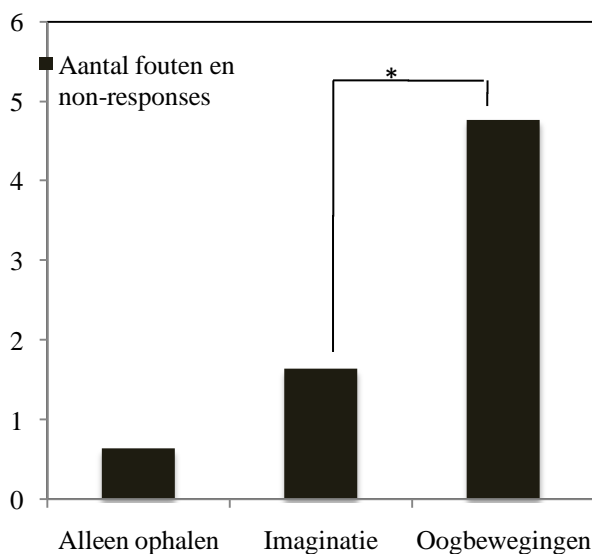 6
Aantal fouten en
non-responses
*
5
4
3
2
1
0
Alleen ophalen Imaginatie Oogbewegingen